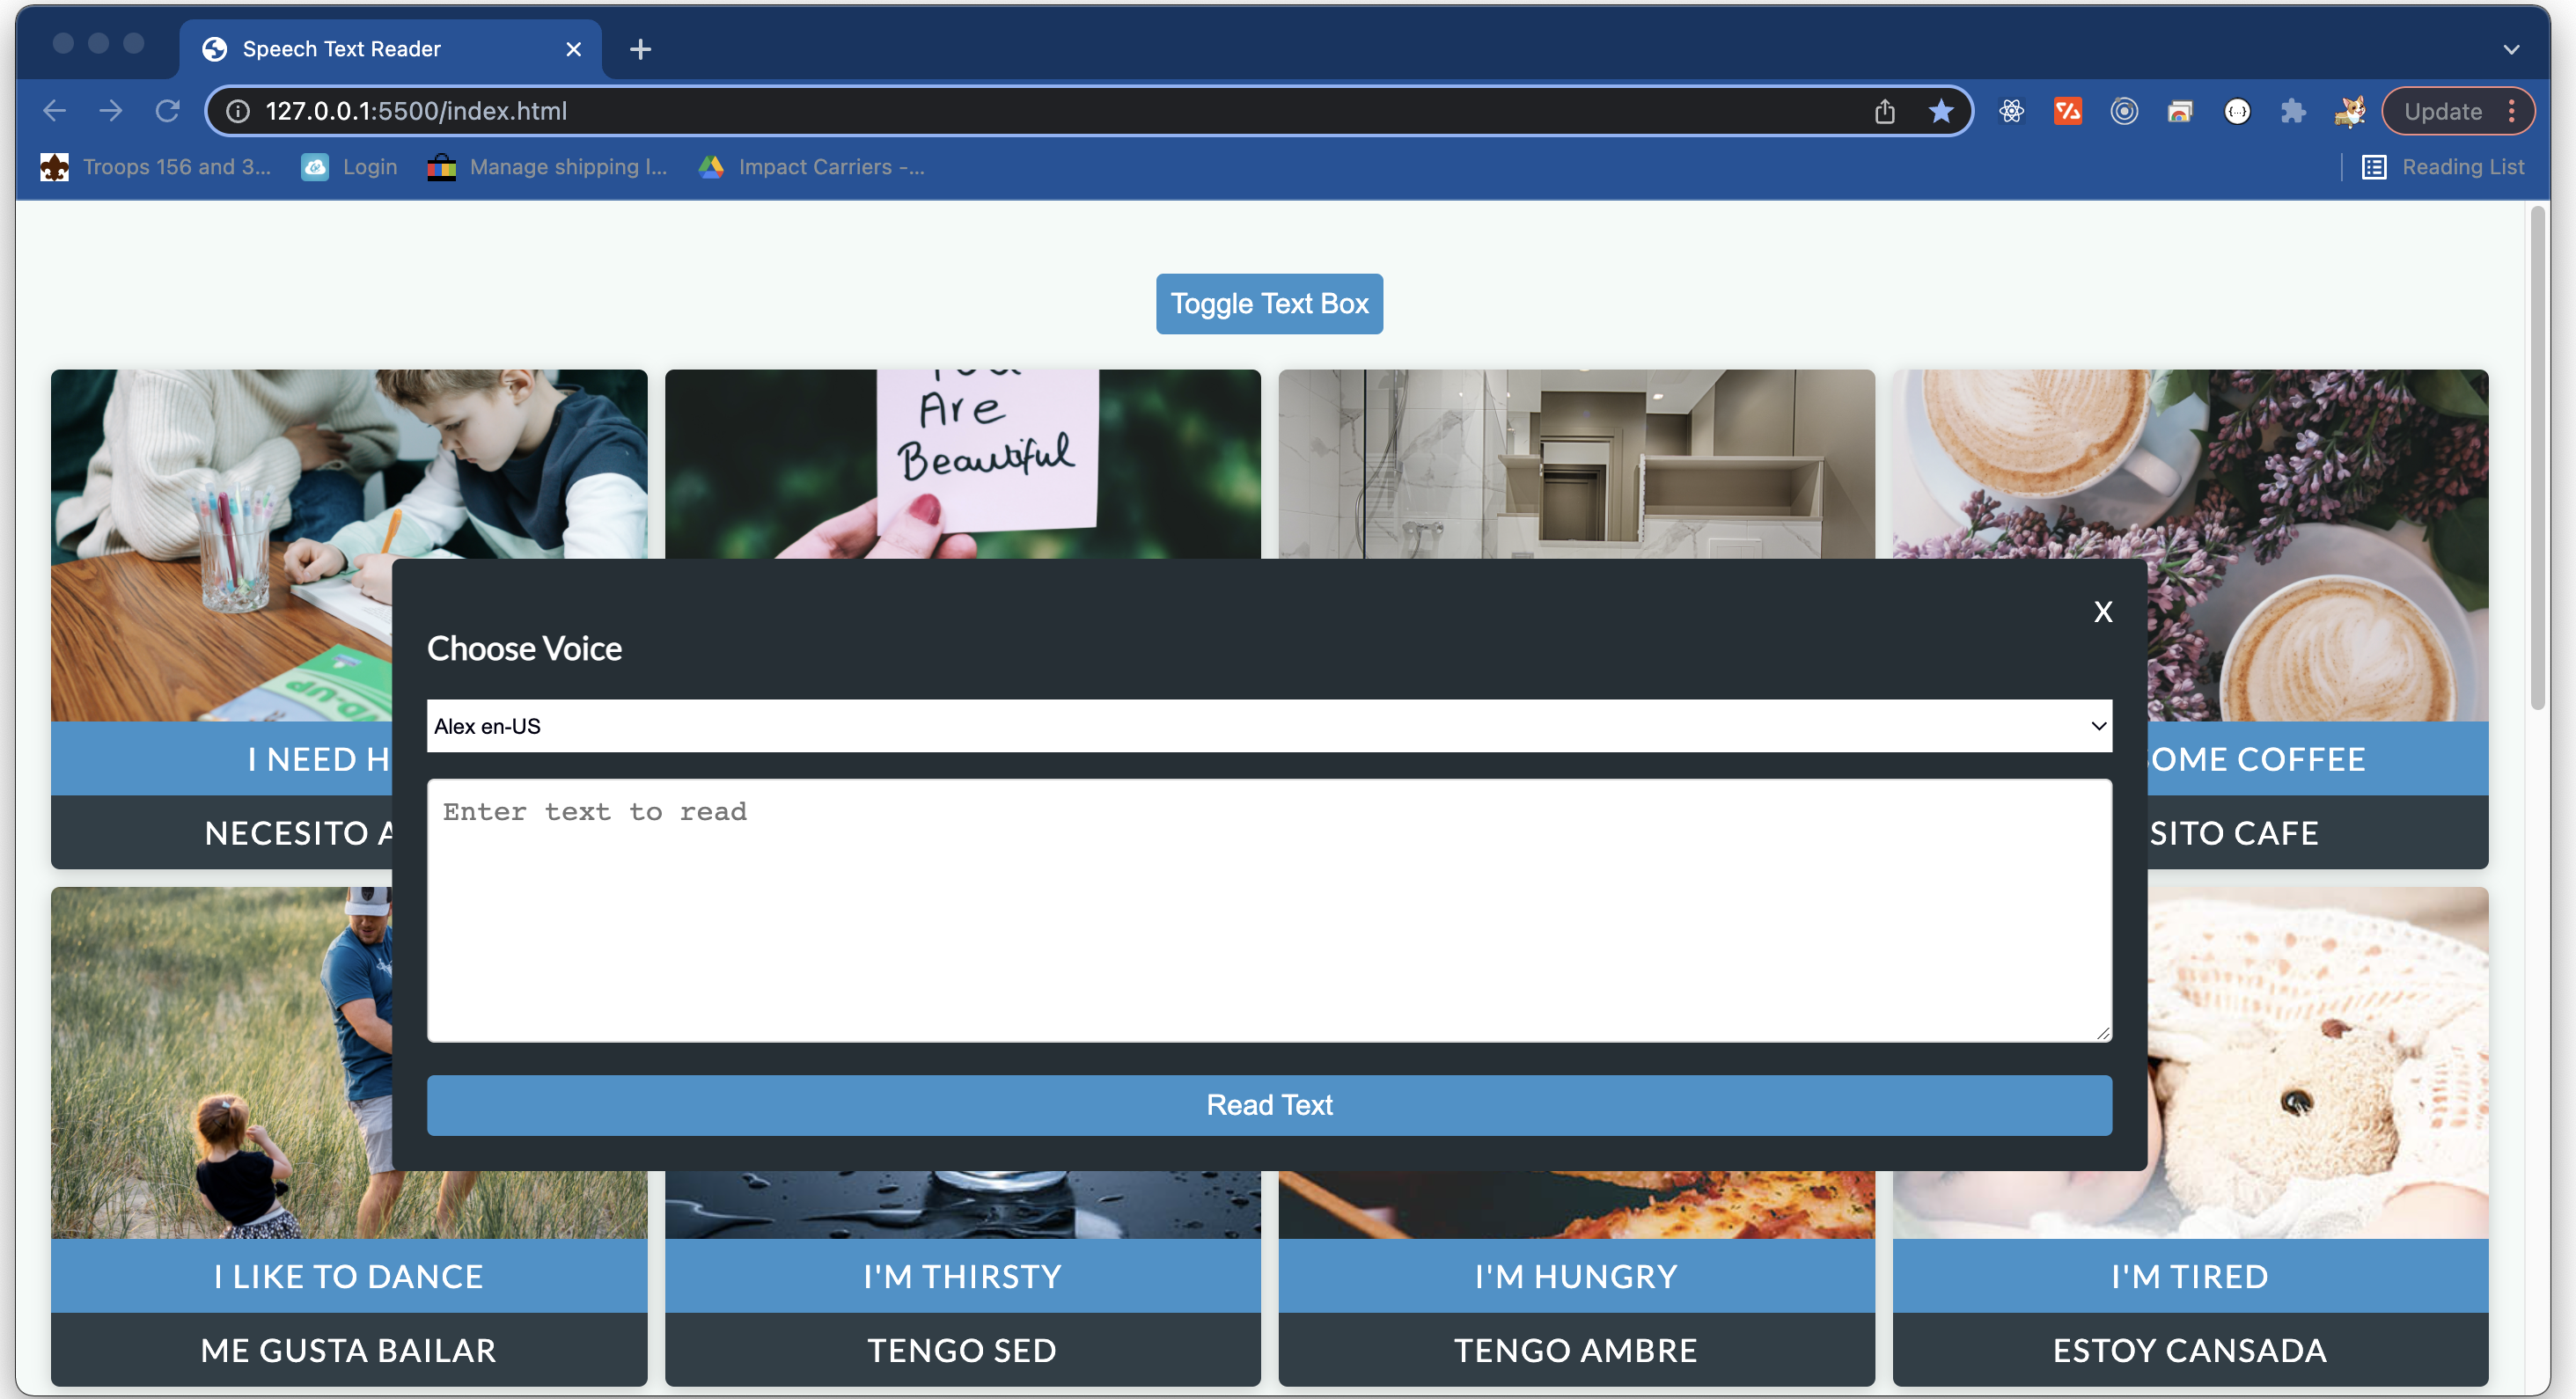 Speech Text Reader
127.0.0.1:5500/index.html
Update
Troops 156 and 3...
Login
Manage shipping l...
Impact Carriers -...
Reading List
Toggle Text Box
Are
Beautiful
X
Choose Voice
Alex en-US
Enter text to read
Read Text
I NEED H
OME COFFEE
NECESITO A
SITO CAFE
I LIKE TO DANCE
I'M THIRSTY
I'M HUNGRY
I'M TIRED
ME GUSTA BAILAR
TENGO SED
TENGO AMBRE
ESTOY CANSADA